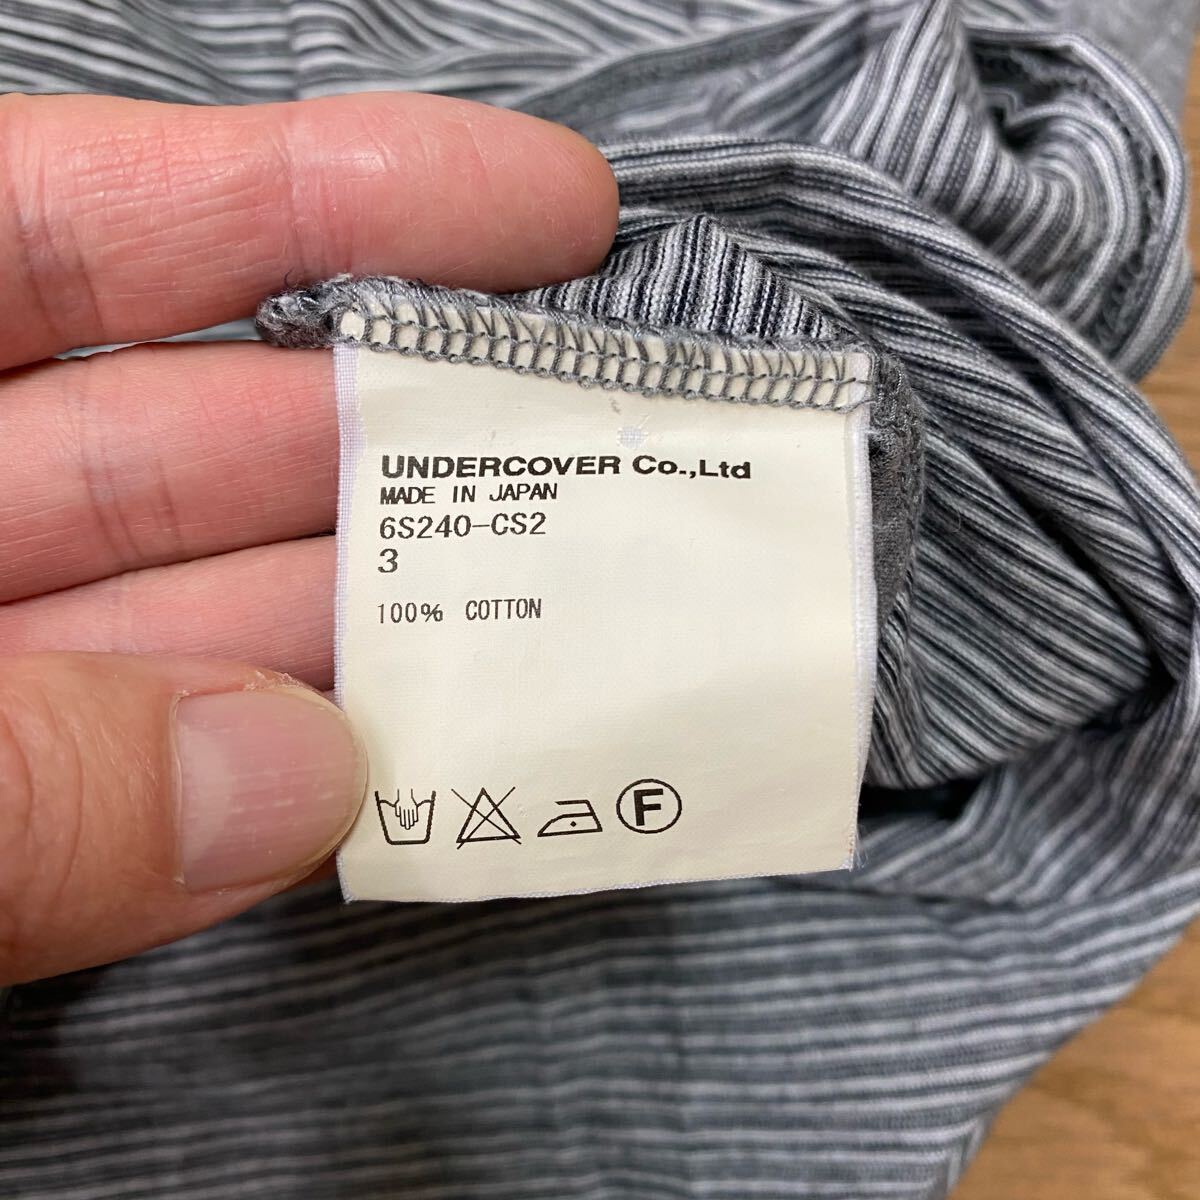 UNDERCOVER Co.,Ltd
MADE IN JAPAN
6S240-CS2
3
100% COTTON
F